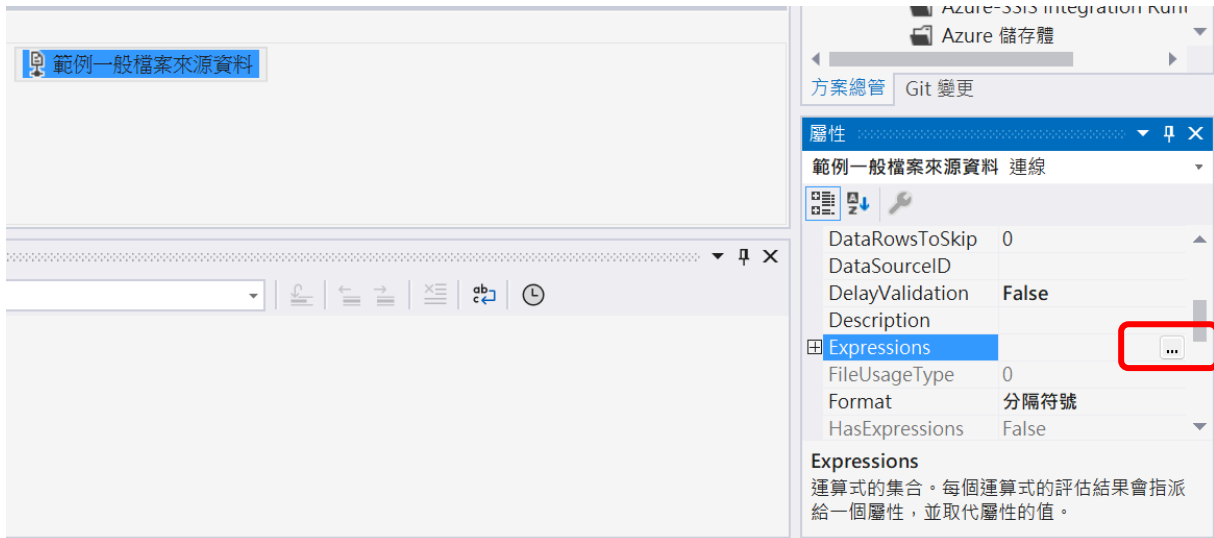 Azure-SSIS Integration Runt
Azure 儲存體
範例一般檔案來源資料
方案總管 Git 變更
屬性
範例一般檔案來源資料 連線
DataRowsToSkip 0
DataSourceID
DelayValidation False
Description
Expressions ...
FileUsageType 0
Format 分隔符號
HasExpressions False
Expressions
運算式的集合。每個運算式的評估結果會指派
給一個屬性，並取代屬性的值。